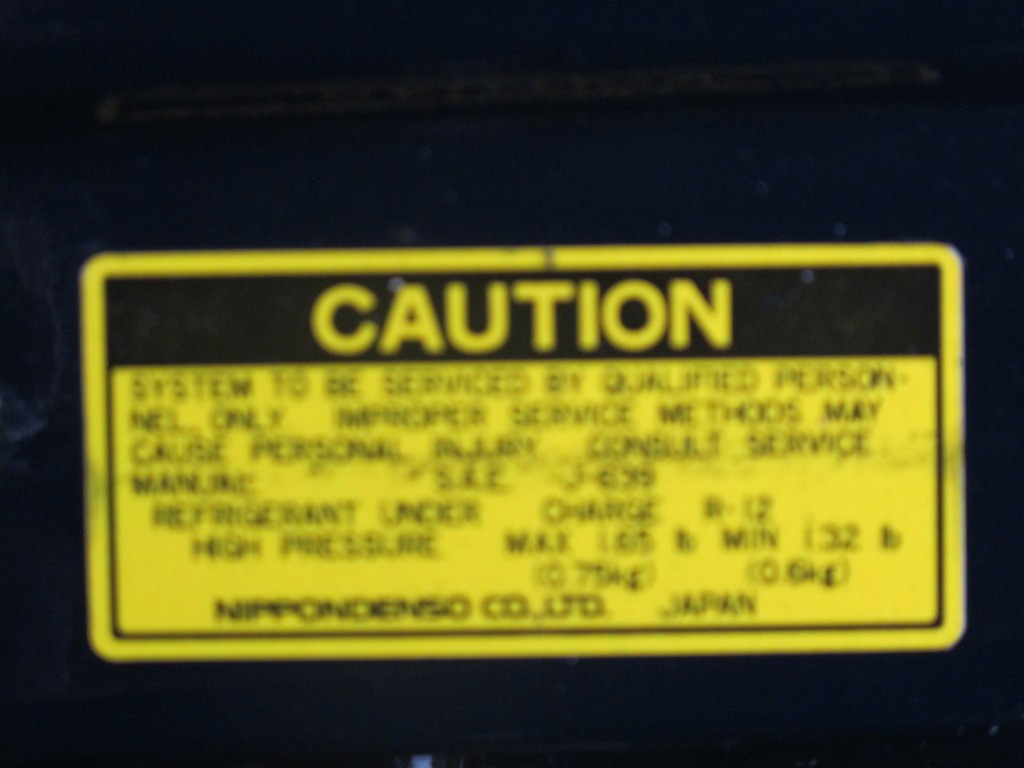 CAUTION
SYSTEM TO BE SERVICED BY QUALIFIED PERSON-
NEL ONLY IMPROPER SERVICE METHODS MAY
CAUSE PERSONAL INJURY CONSULT SERVICE
MANUAL S.A.E. J-639
REFRIGERANT UNDER CHARGE R-12
HIGH PRESSURE MAX 1.65 lb MIN 1.32 lb
(0.75kg) (0.6kg)
NIPPONDENSO CO.,LTD. JAPAN